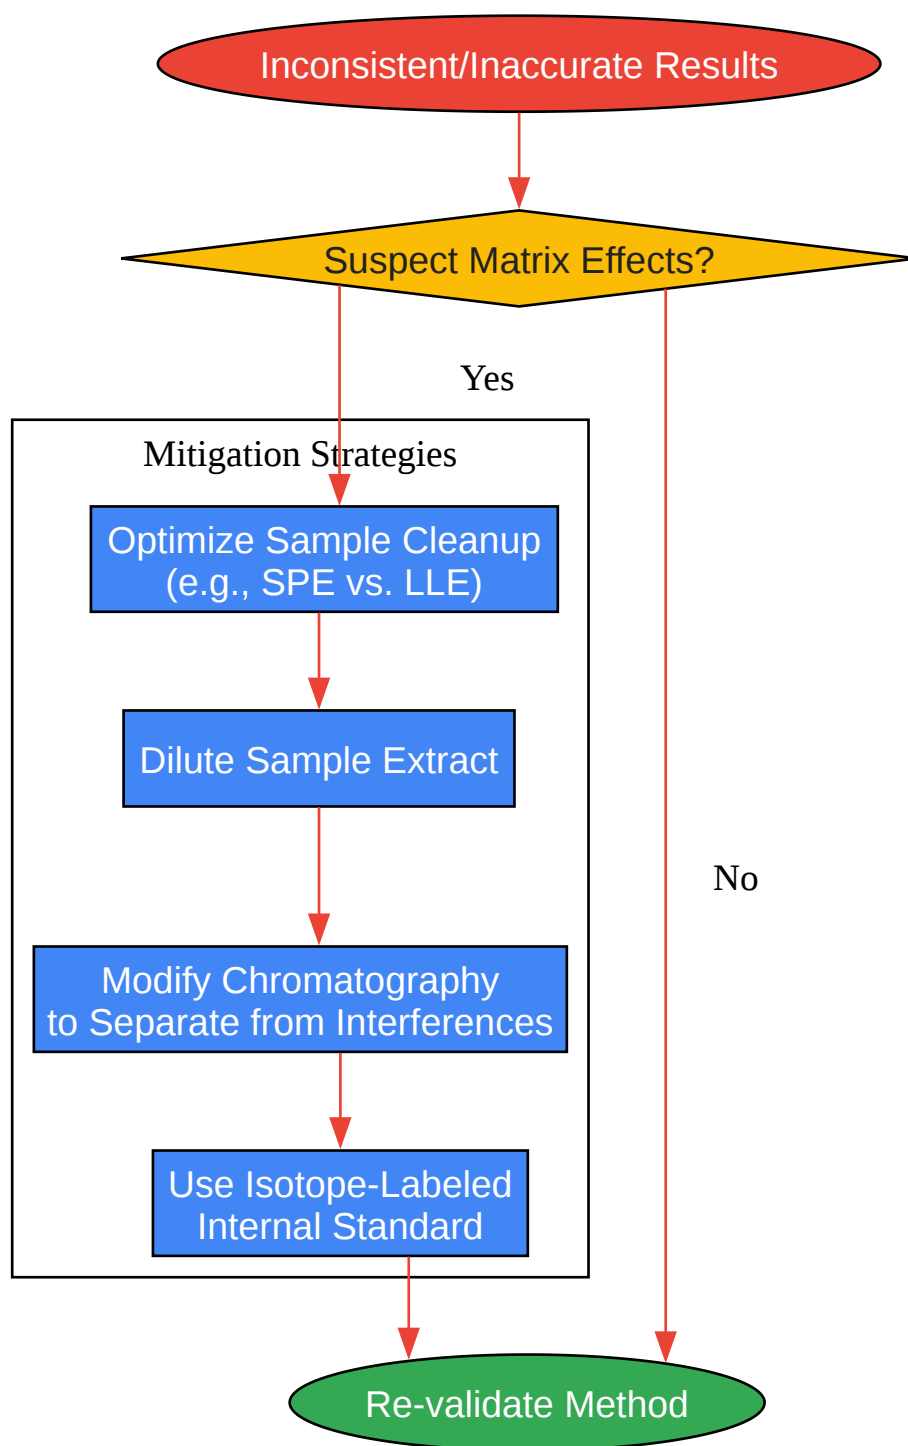 Inconsistent/Inaccurate Results
Suspect Matrix Effects?
Yes
Mitigation Strategies
Optimize Sample Cleanup
(e.g., SPE vs. LLE)
Dilute Sample Extract
No
Modify Chromatography
to Separate from Interferences
Use Isotope-Labeled
Internal Standard
Re-validate Method